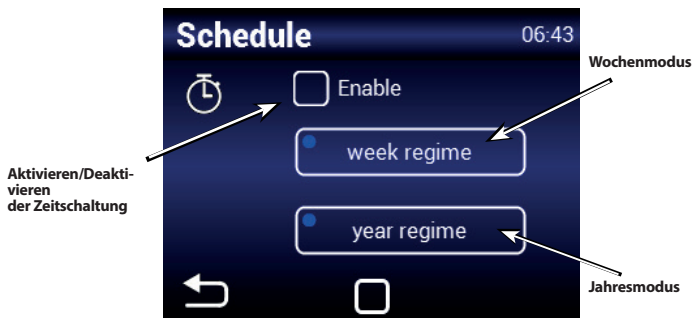 Schedule
06:43
Wochenmodus
Enable
week regime
Aktivieren/Deakti-
vieren
der Zeitschaltung
year regime
Jahresmodus